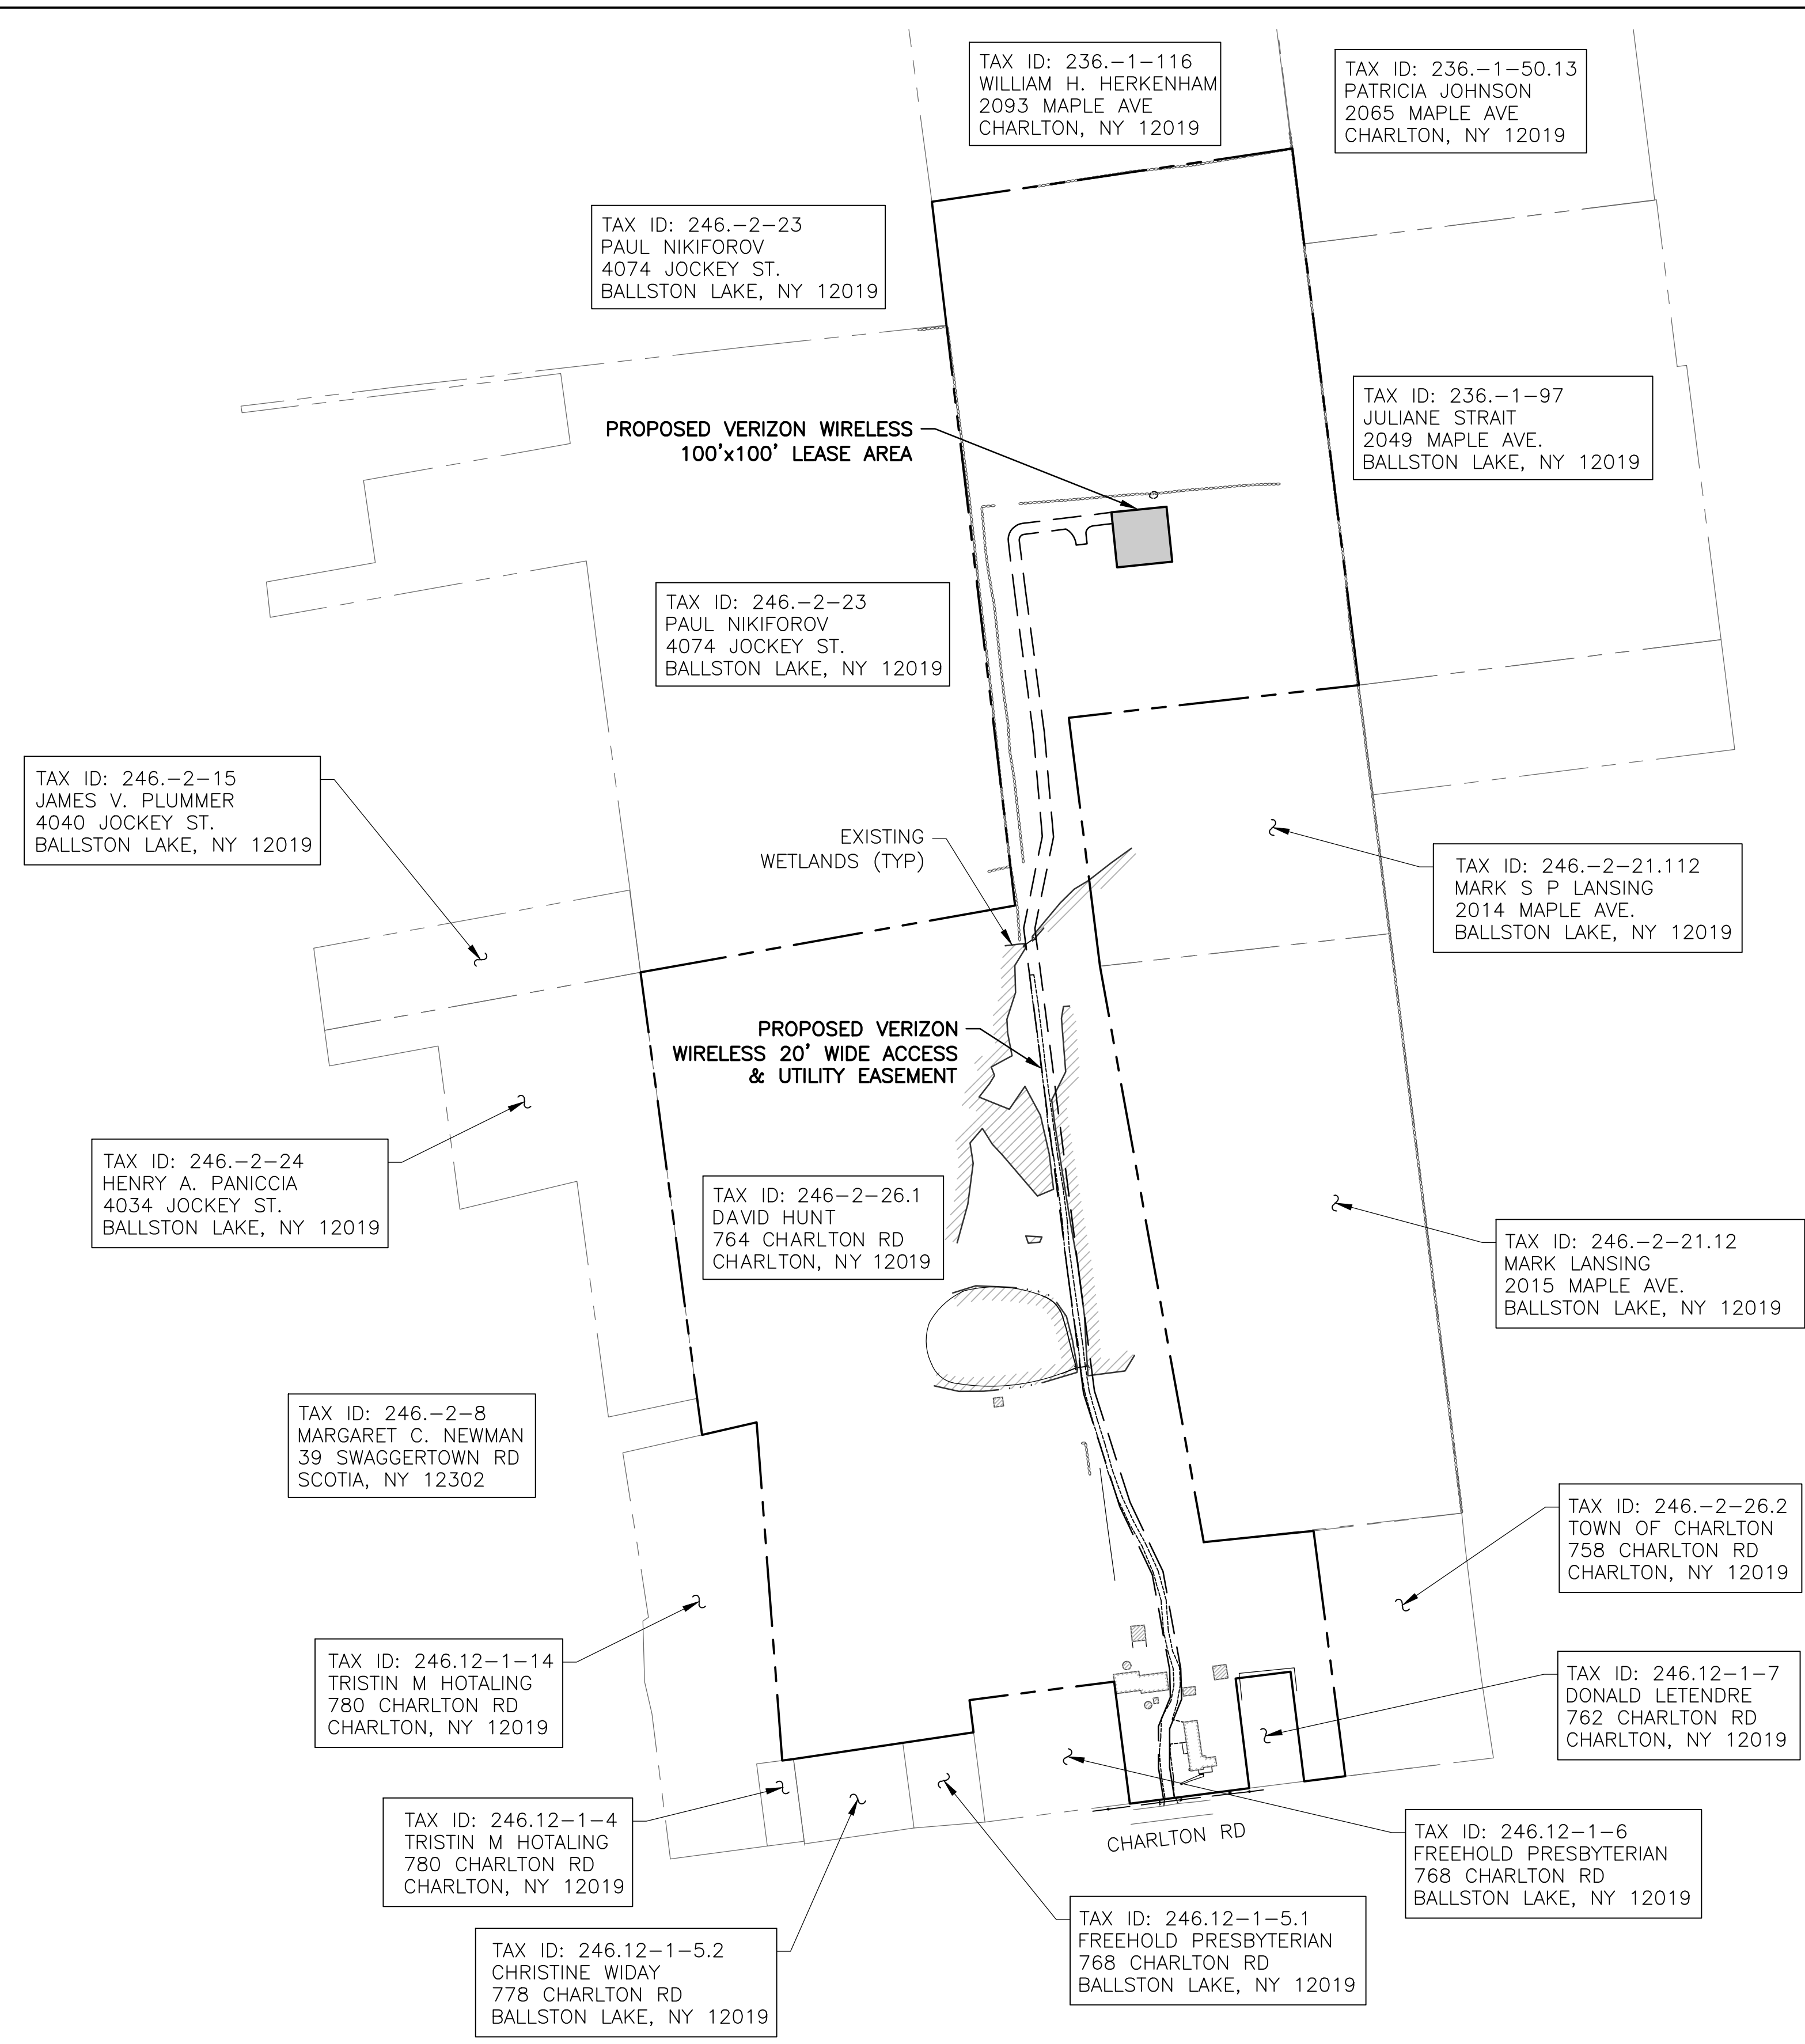 TAX ID: 236.-1-116
WILLIAM H. HERKENHAM
2093 MAPLE AVE
CHARLTON, NY 12019
TAX ID: 236.-1-50.13
PATRICIA JOHNSON
2065 MAPLE AVE
CHARLTON, NY 12019
TAX ID: 246.-2-23
PAUL NIKIFOROV
4074 JOCKEY ST.
BALLSTON LAKE, NY 12019
TAX ID: 236.-1-97
JULIANE STRAIT
2049 MAPLE AVE.
BALLSTON LAKE, NY 12019
PROPOSED VERIZON WIRELESS
100'x100' LEASE AREA
TAX ID: 246.-2-23
PAUL NIKIFOROV
4074 JOCKEY ST.
BALLSTON LAKE, NY 12019
TAX ID: 246.-2-15
JAMES V. PLUMMER
4040 JOCKEY ST.
BALLSTON LAKE, NY 12019
EXISTING
WETLANDS (TYP)
TAX ID: 246.-2-21.112
MARK S P LANSING
2014 MAPLE AVE.
BALLSTON LAKE, NY 12019
PROPOSED VERIZON
WIRELESS 20' WIDE ACCESS
& UTILITY EASEMENT
TAX ID: 246.-2-24
HENRY A. PANICCIA
4034 JOCKEY ST.
BALLSTON LAKE, NY 12019
TAX ID: 246-2-26.1
DAVID HUNT
764 CHARLTON RD
CHARLTON, NY 12019
TAX ID: 246.-2-21.12
MARK LANSING
2015 MAPLE AVE.
BALLSTON LAKE, NY 12019
TAX ID: 246.-2-8
MARGARET C. NEWMAN
39 SWAGGERTOWN RD
SCOTIA, NY 12302
TAX ID: 246.-2-26.2
TOWN OF CHARLTON
758 CHARLTON RD
CHARLTON, NY 12019
TAX ID: 246.12-1-14
TRISTIN M HOTALING
780 CHARLTON RD
CHARLTON, NY 12019
TAX ID: 246.12-1-7
DONALD LETENDRE
762 CHARLTON RD
CHARLTON, NY 12019
TAX ID: 246.12-1-4
TRISTIN M HOTALING
780 CHARLTON RD
CHARLTON, NY 12019
CHARLTON RD
TAX ID: 246.12-1-6
FREEHOLD PRESBYTERIAN
768 CHARLTON RD
BALLSTON LAKE, NY 12019
TAX ID: 246.12-1-5.1
FREEHOLD PRESBYTERIAN
768 CHARLTON RD
BALLSTON LAKE, NY 12019
TAX ID: 246.12-1-5.2
CHRISTINE WIDAY
778 CHARLTON RD
BALLSTON LAKE, NY 12019